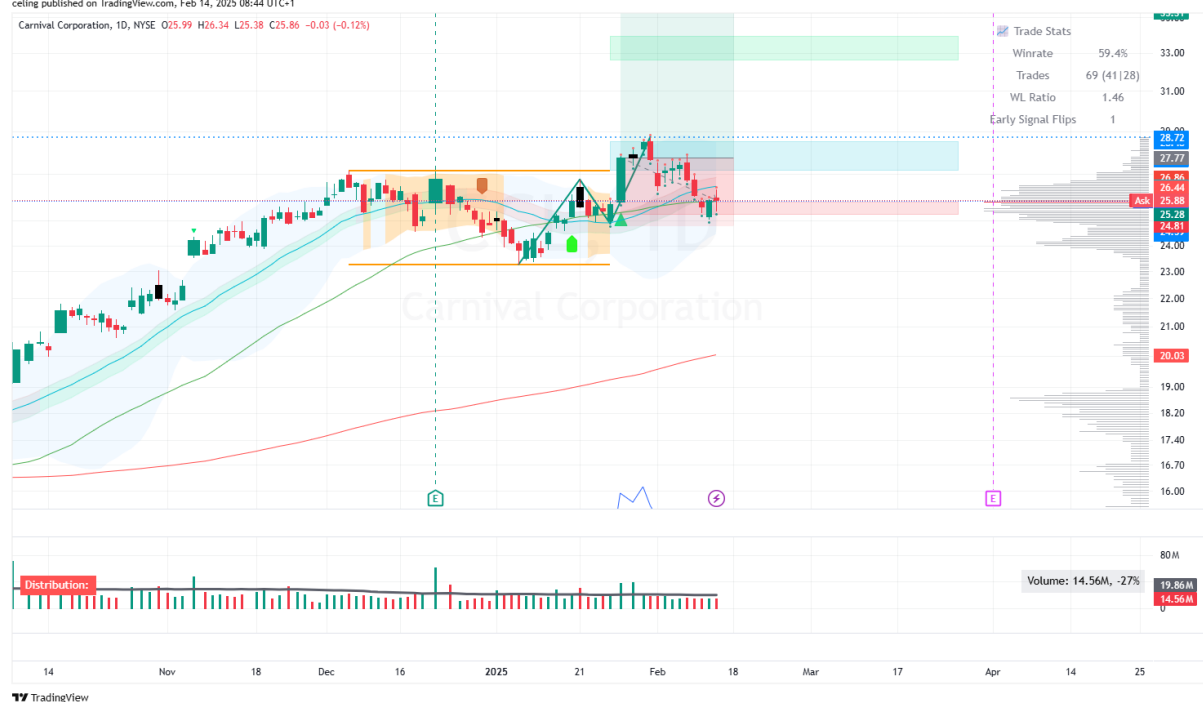 celing published on TradingView.com, Feb 14, 2025 08:44 UTC+1
Carnival Corporation, 1D, NYSE O25.99 H26.34 L25.38 C25.86 −0.03 (−0.12%)
Trade Stats
Winrate 59.4%
Trades 69 (41|28)
WL Ratio 1.46
Early Signal Flips 1
33.00
31.00
28.72
27.77
26.86
26.44
Ask 25.88
25.28
24.81
24.00
23.00
22.00
21.00
20.03
19.00
18.20
17.40
16.70
16.00
Carnival Corporation
E
E
80M
Distribution:
Volume: 14.56M, -27%
19.86M
14.56M
0
14 Nov 18 Dec 16 2025 21 Feb 18 Mar 17 Apr 14 25
TradingView